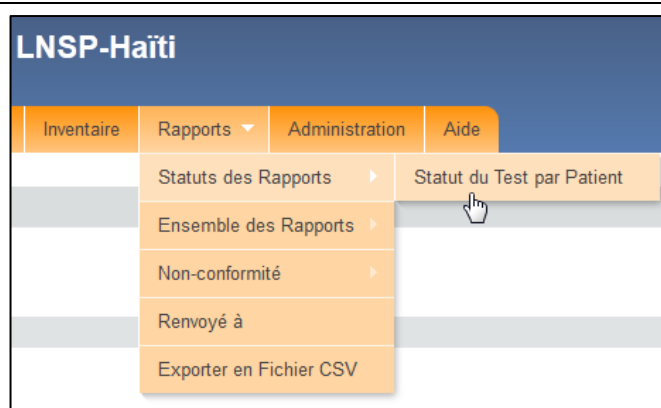 LNSP-Haïti
Inventaire Rapports Administration Aide
Statuts des Rapports Statut du Test par Patient
Ensemble des Rapports
Non-conformité
Renvoyé à
Exporter en Fichier CSV